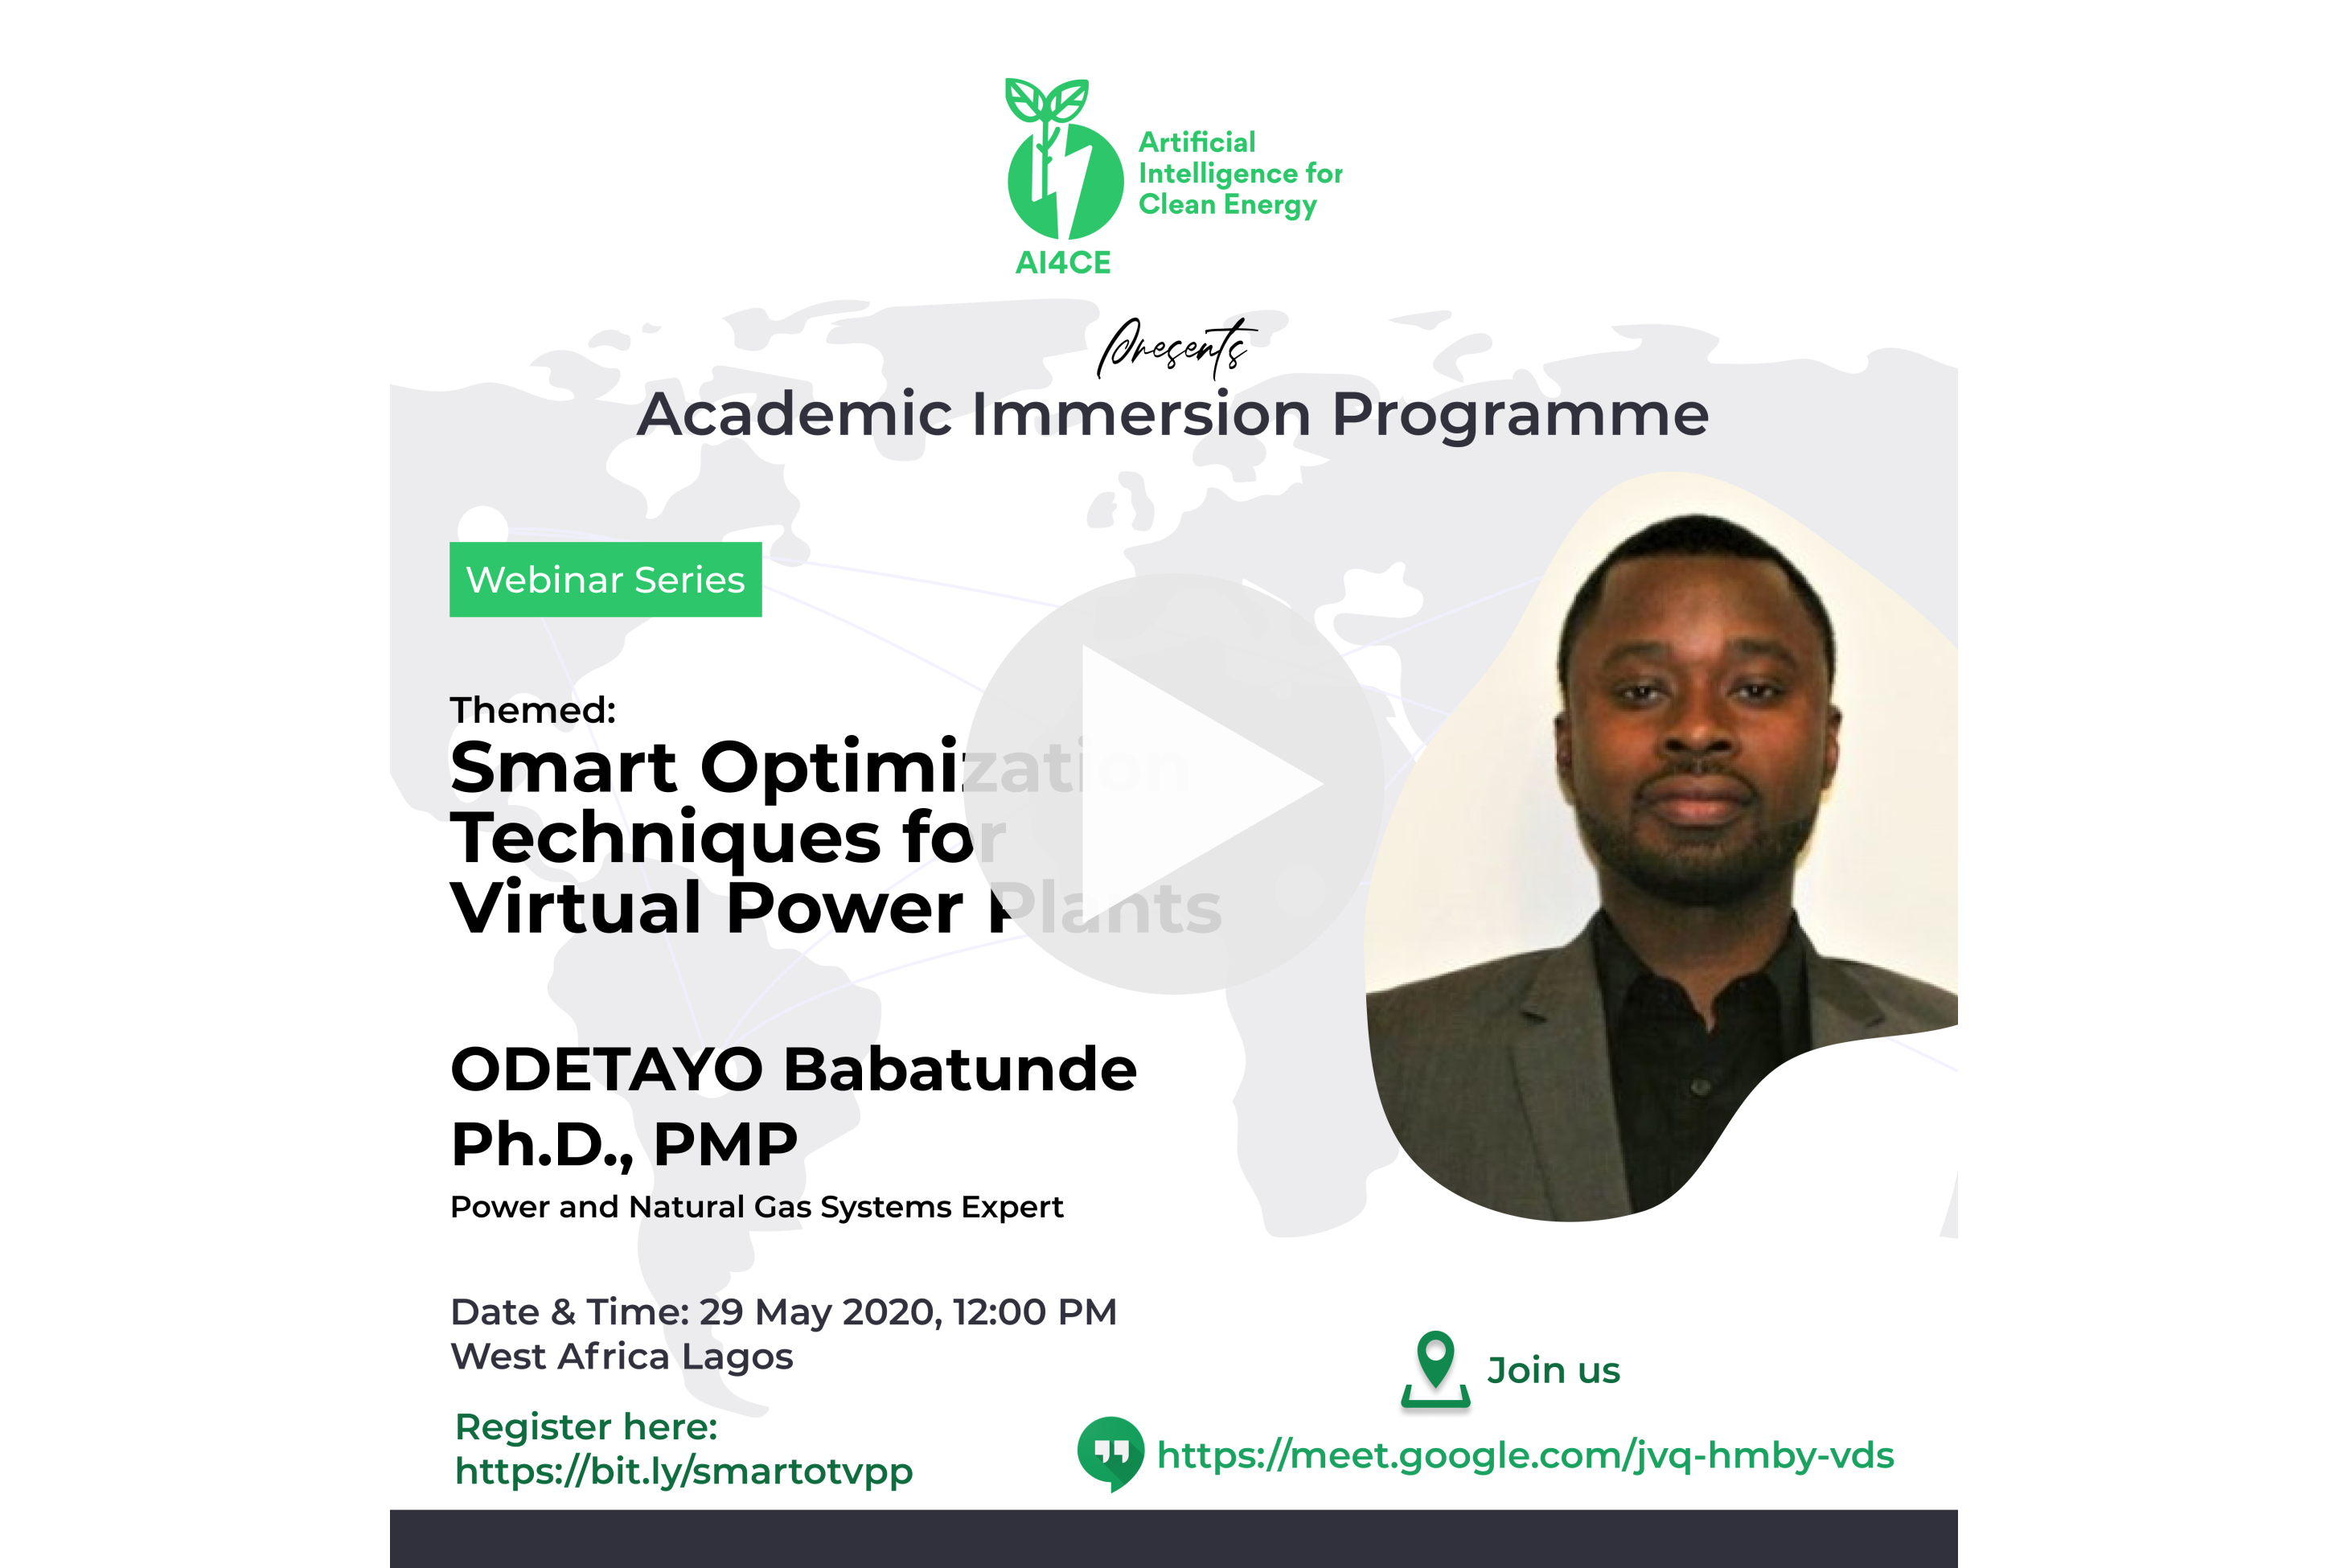 Artificial
Intelligence for
Clean Energy
AI4CE
Presents
Academic Immersion Programme
Webinar Series
Themed:
Smart Optimization
Techniques for
Virtual Power Plants
ODETAYO Babatunde
Ph.D., PMP
Power and Natural Gas Systems Expert
Date & Time: 29 May 2020, 12:00 PM
West Africa Lagos
Register here:
https://bit.ly/smartotvpp
Join us
https://meet.google.com/jvq-hmby-vds